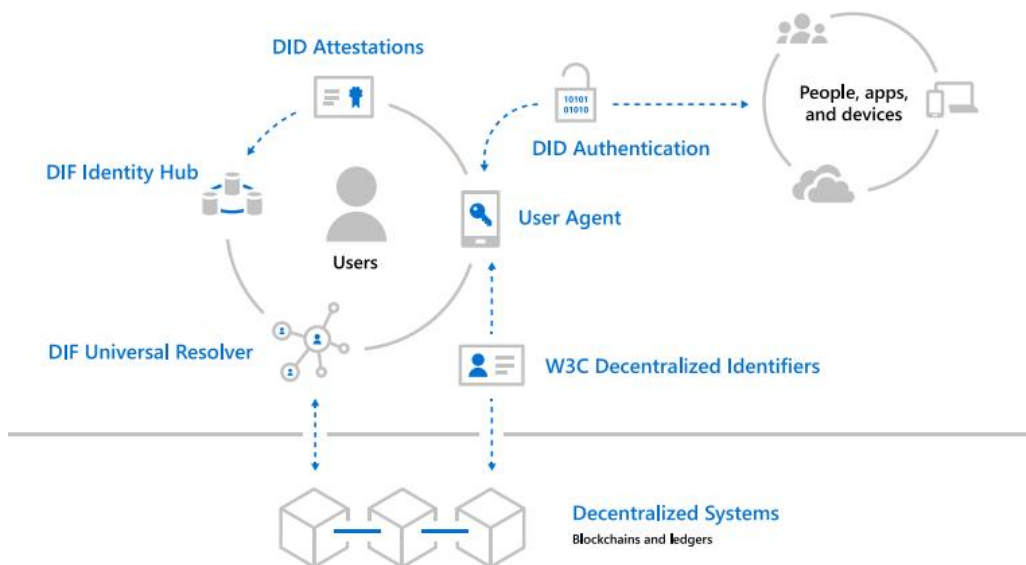 DID Attestations
People, apps,
and devices
10101
01010
DID Authentication
DIF Identity Hub
User Agent
Users
DIF Universal Resolver
W3C Decentralized Identifiers
Decentralized Systems
Blockchains and ledgers